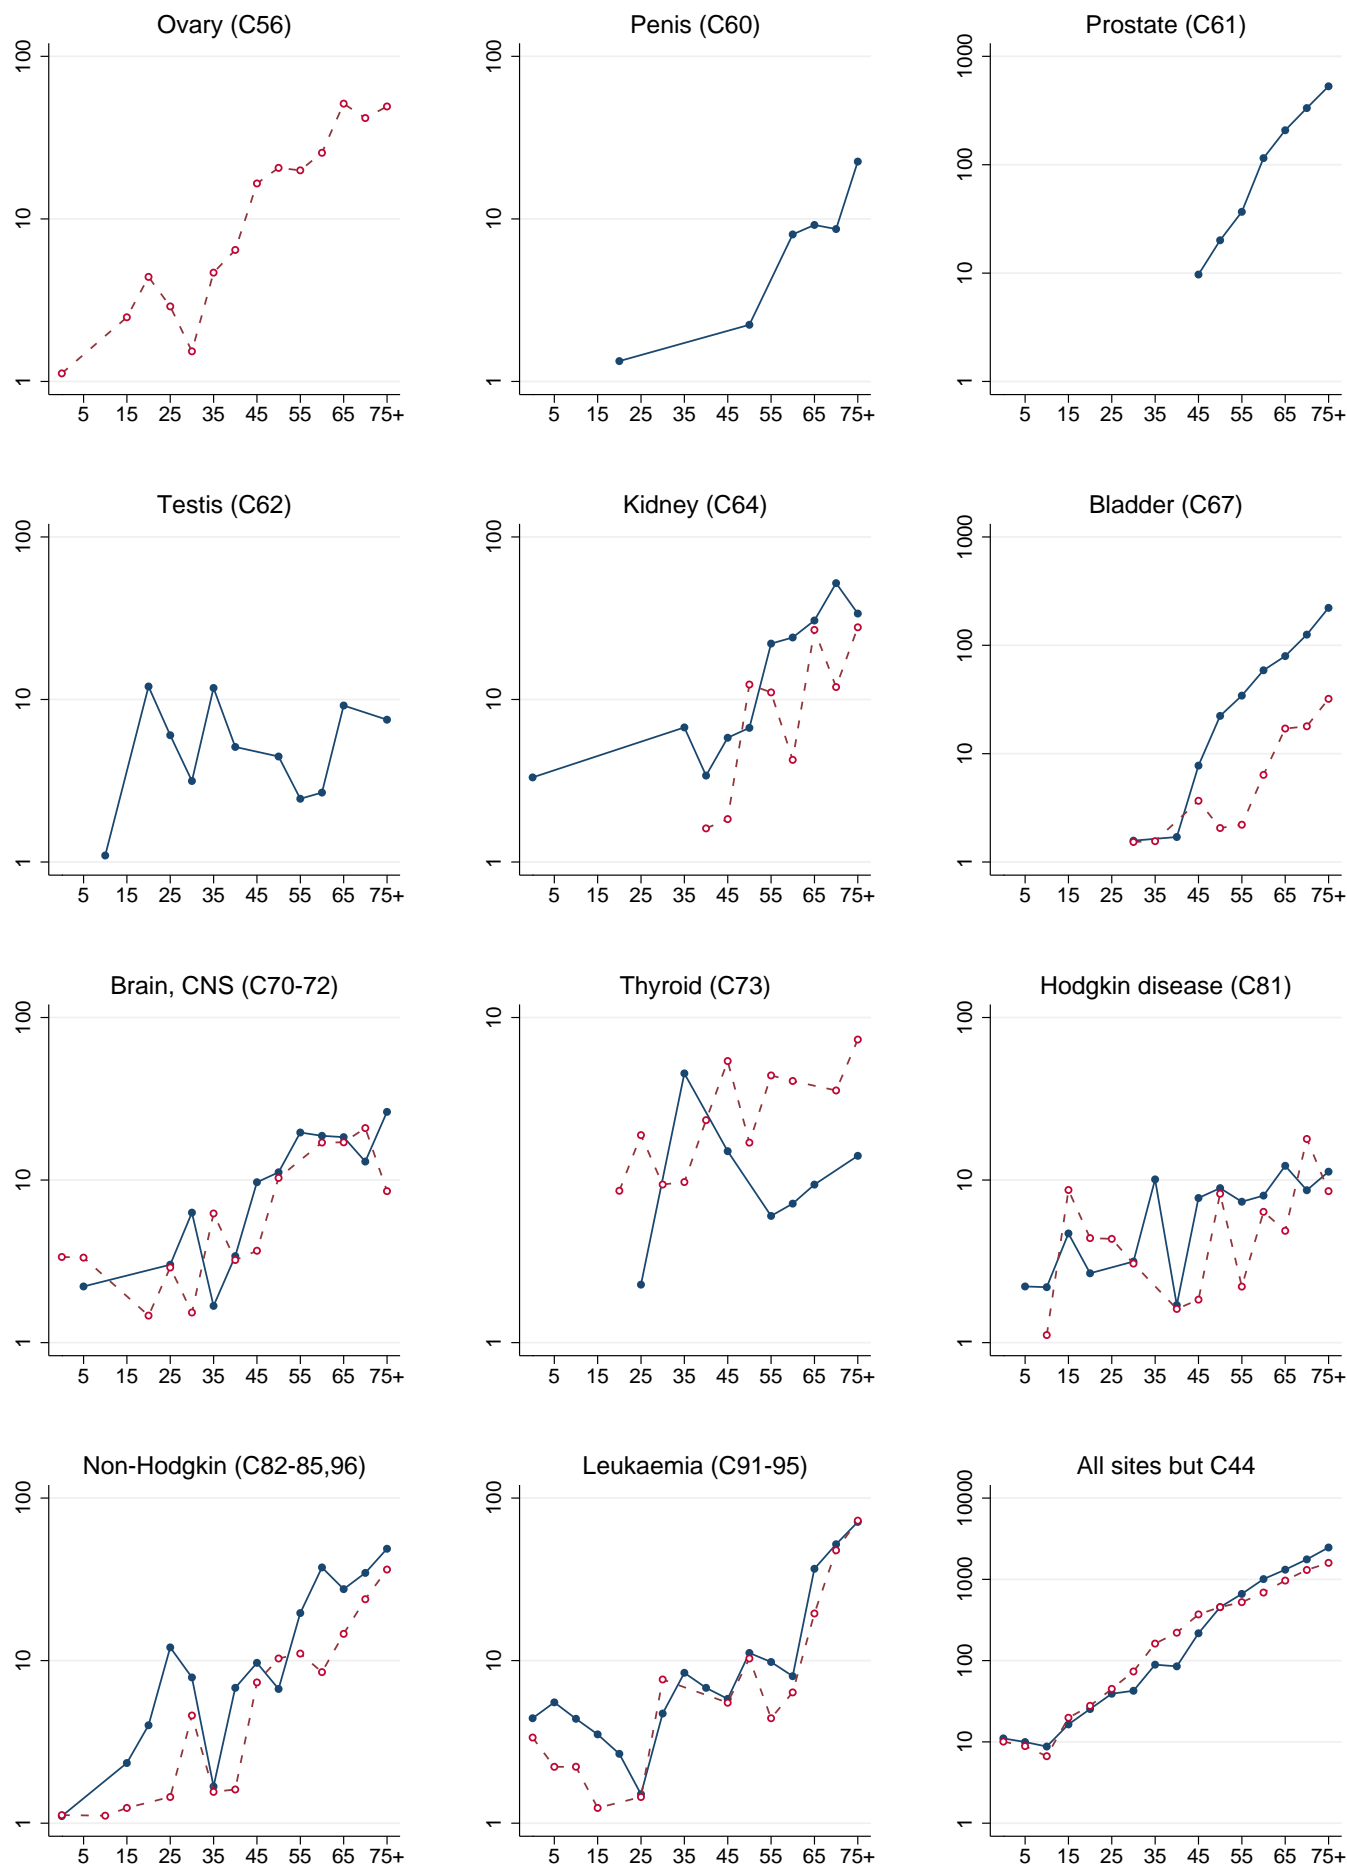 Ovary (C56)
100
10
1
5 15 25 35 45 55 65 75+
Penis (C60)
100
10
1
5 15 25 35 45 55 65 75+
Prostate (C61)
1000
100
10
1
5 15 25 35 45 55 65 75+
Testis (C62)
100
10
1
5 15 25 35 45 55 65 75+
Kidney (C64)
100
10
1
5 15 25 35 45 55 65 75+
Bladder (C67)
1000
100
10
1
5 15 25 35 45 55 65 75+
Brain, CNS (C70-72)
100
10
1
5 15 25 35 45 55 65 75+
Thyroid (C73)
10
1
5 15 25 35 45 55 65 75+
Hodgkin disease (C81)
100
10
1
5 15 25 35 45 55 65 75+
Non-Hodgkin (C82-85,96)
100
10
1
5 15 25 35 45 55 65 75+
Leukaemia (C91-95)
100
10
1
5 15 25 35 45 55 65 75+
All sites but C44
10000
1000
100
10
1
5 15 25 35 45 55 65 75+